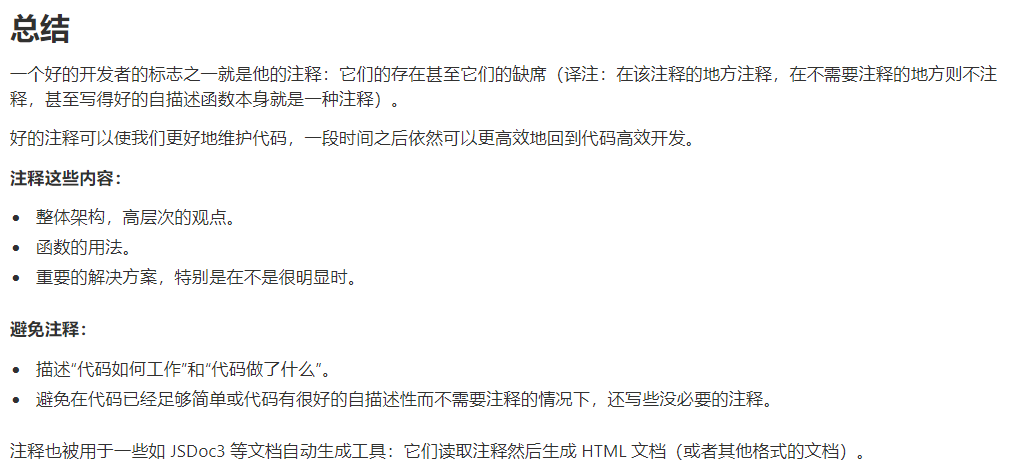 总结
一个好的开发者的标志之一就是他的注释：它们的存在甚至它们的缺席（译注：在该注释的地方注释，在不需要注释的地方则不注
释，甚至写得好的自描述函数本身就是一种注释）。
好的注释可以使我们更好地维护代码，一段时间之后依然可以更高效地回到代码高效开发。
注释这些内容：
• 整体架构，高层次的观点。
• 函数的用法。
• 重要的解决方案，特别是在不是很明显时。
避免注释：
• 描述“代码如何工作”和“代码做了什么”。
• 避免在代码已经足够简单或代码有很好的自描述性而不需要注释的情况下，还写些没必要的注释。
注释也被用于一些如 JSDoc3 等文档自动生成工具：它们读取注释然后生成 HTML 文档（或者其他格式的文档）。